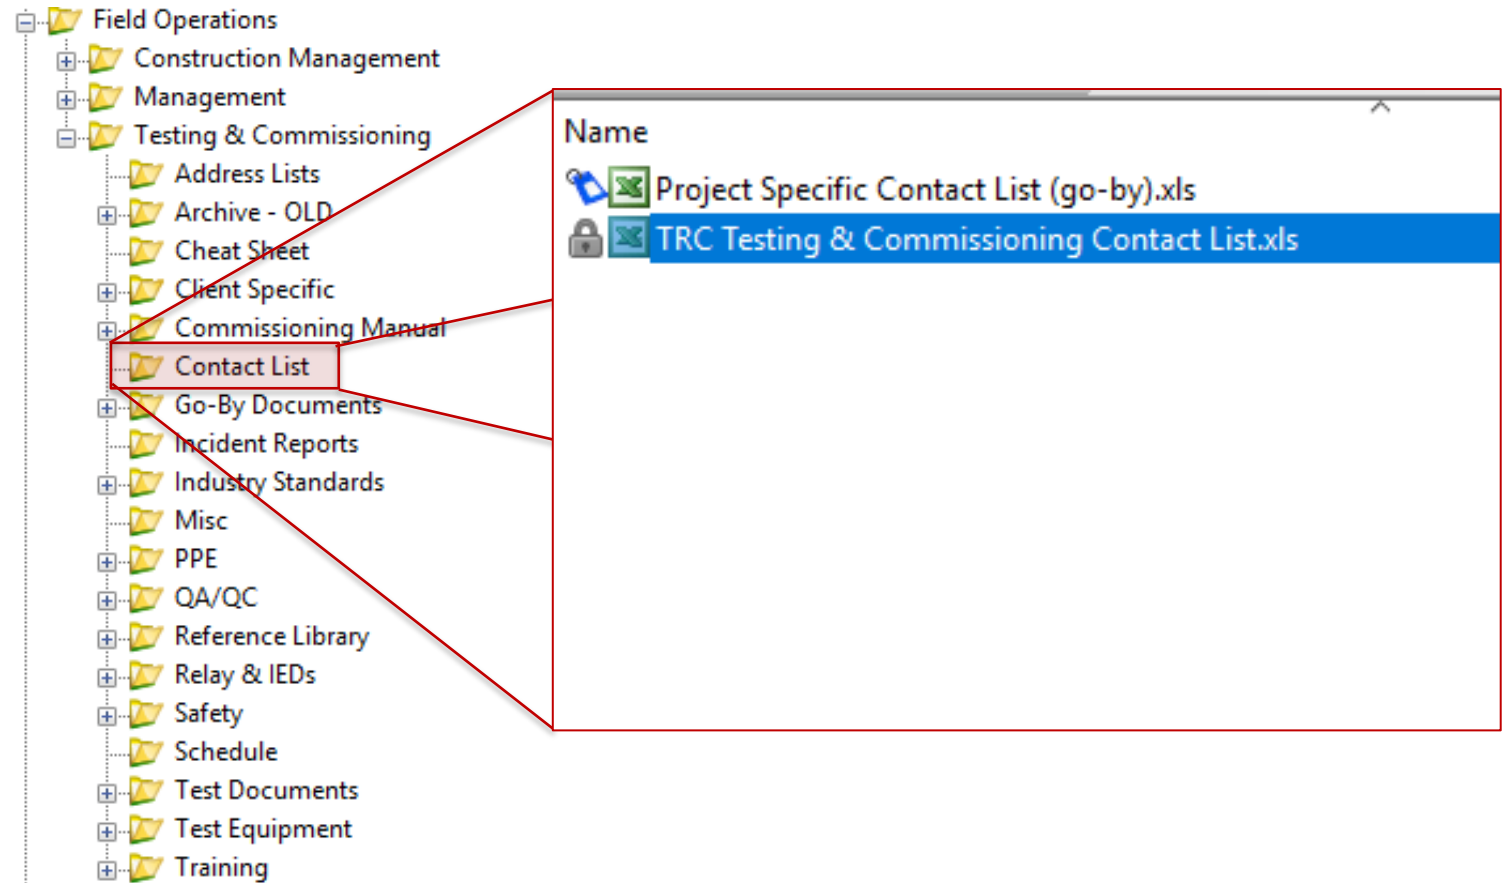 Field Operations
Construction Management
Management
Testing & Commissioning
Address Lists
Archive - OLD
Cheat Sheet
Client Specific
Commissioning Manual
Contact List
Go-By Documents
Incident Reports
Industry Standards
Misc
PPE
QA/QC
Reference Library
Relay & IEDs
Safety
Schedule
Test Documents
Test Equipment
Training
Name
Project Specific Contact List (go-by).xls
TRC Testing & Commissioning Contact List.xls